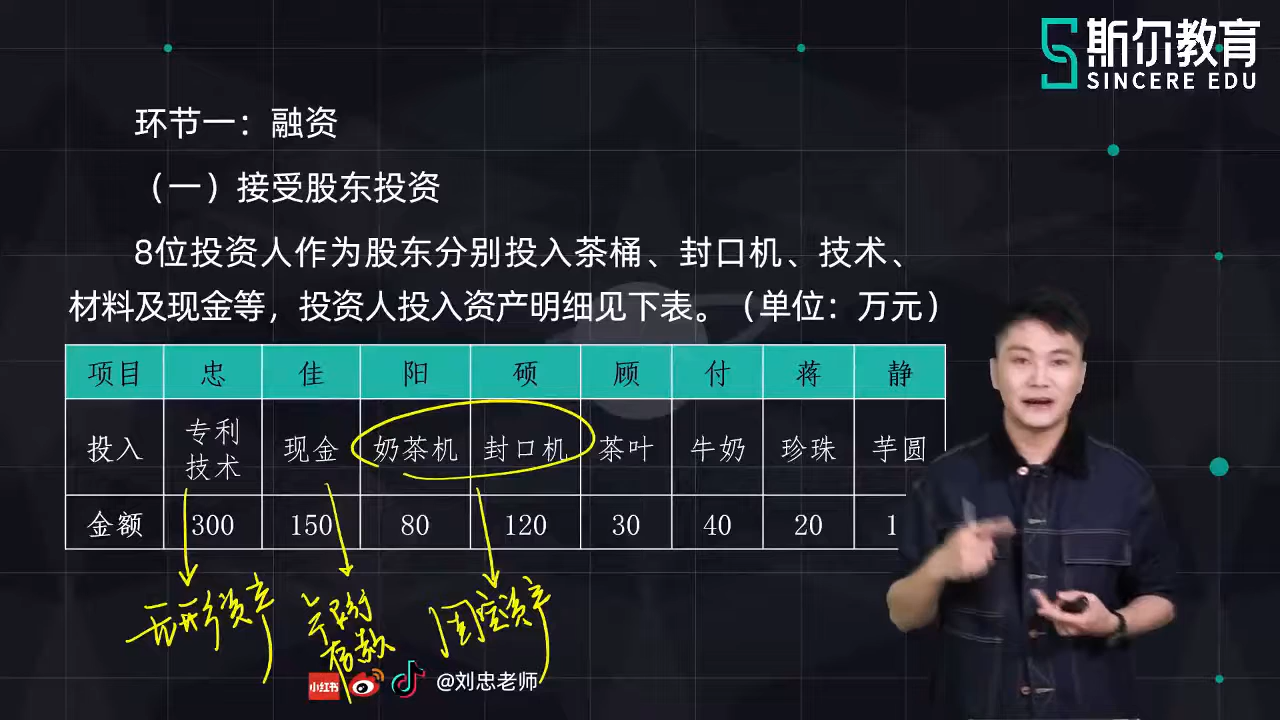 斯尔教育
SINCERE EDU
环节一：融资
（一）接受股东投资
8位投资人作为股东分别投入茶桶、封口机、技术、
材料及现金等，投资人投入资产明细见下表。（单位：万元）
项目 忠 佳 阳 硕 顾 付 蒋 静
投入 专利技术 现金 奶茶机 封口机 茶叶 牛奶 珍珠 芋圆
金额 300 150 80 120 30 40 20 1
无形资产 银行存款 固定资产
小红书 @刘忠老师